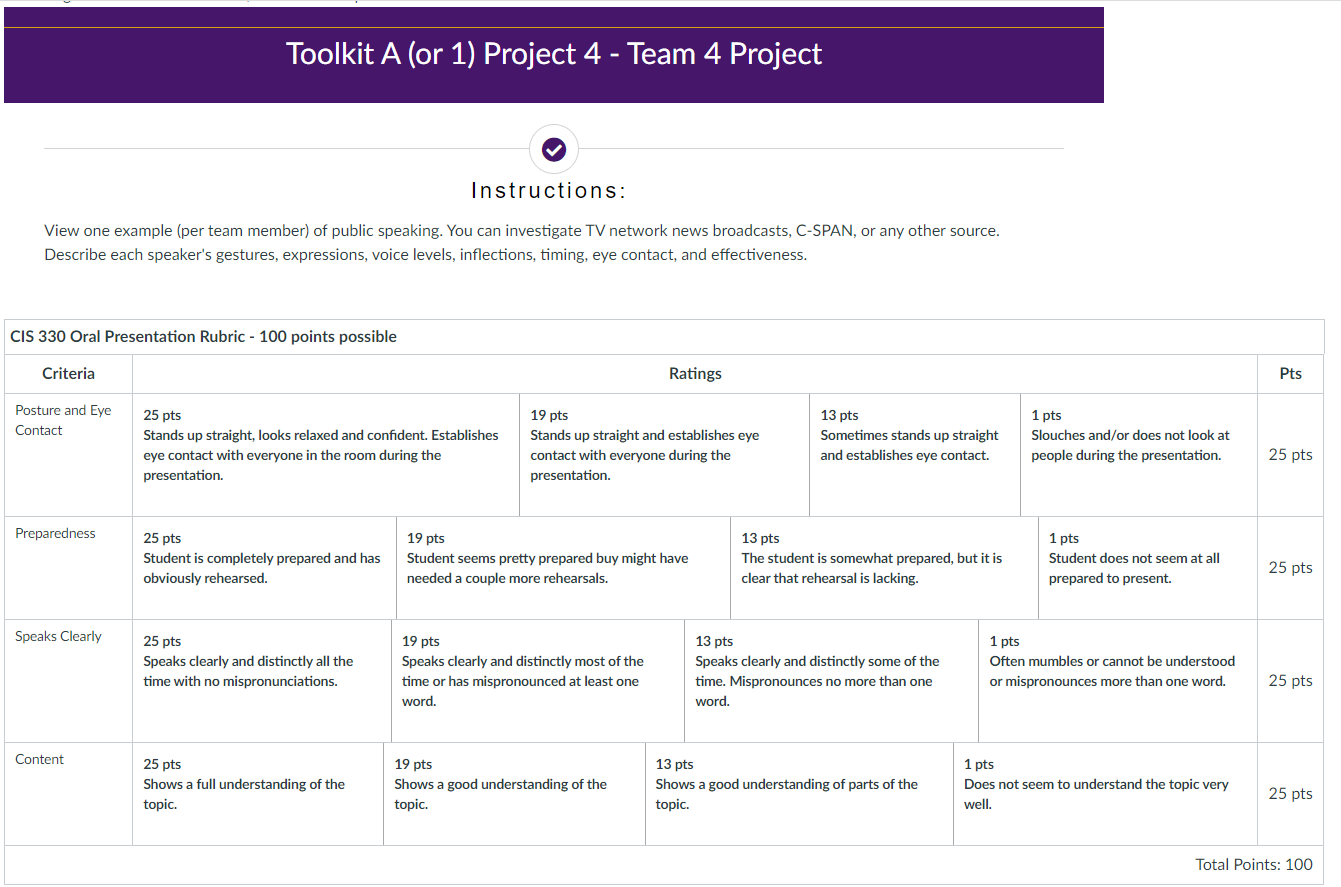 Toolkit A (or 1) Project 4 - Team 4 Project
Instructions:
View one example (per team member) of public speaking. You can investigate TV network news broadcasts, C-SPAN, or any other source.
Describe each speaker's gestures, expressions, voice levels, inflections, timing, eye contact, and effectiveness.
CIS 330 Oral Presentation Rubric - 100 points possible
Criteria
Ratings
Pts
Posture and Eye
Contact
25 pts
Stands up straight, looks relaxed and confident. Establishes
eye contact with everyone in the room during the
presentation.
19 pts
Stands up straight and establishes eye
contact with everyone during the
presentation.
13 pts
Sometimes stands up straight
and establishes eye contact.
1 pts
Slouches and/or does not look at
people during the presentation.
25 pts
Preparedness
25 pts
Student is completely prepared and has
obviously rehearsed.
19 pts
Student seems pretty prepared buy might have
needed a couple more rehearsals.
13 pts
The student is somewhat prepared, but it is
clear that rehearsal is lacking.
1 pts
Student does not seem at all
prepared to present.
25 pts
Speaks Clearly
25 pts
Speaks clearly and distinctly all the
time with no mispronunciations.
19 pts
Speaks clearly and distinctly most of the
time or has mispronounced at least one
word.
13 pts
Speaks clearly and distinctly some of the
time. Mispronounces no more than one
word.
1 pts
Often mumbles or cannot be understood
or mispronounces more than one word.
25 pts
Content
25 pts
Shows a full understanding of the
topic.
19 pts
Shows a good understanding of the
topic.
13 pts
Shows a good understanding of parts of the
topic.
1 pts
Does not seem to understand the topic very
well.
25 pts
Total Points: 100